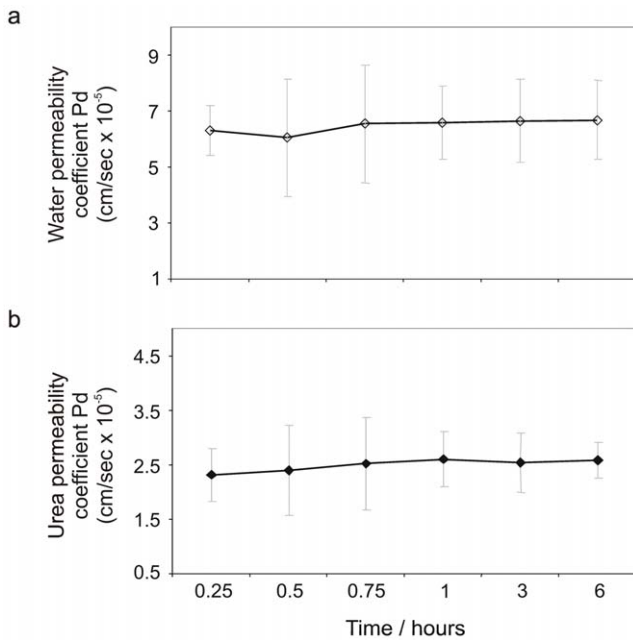 a
Water permeability
coefficient Pd
(cm/sec x 10⁻⁵)
9
7
5
3
1
b
Urea permeability
coefficient Pd
(cm/sec x 10⁻⁵)
4.5
3.5
2.5
1.5
0.5
0.25 0.5 0.75 1 3 6
Time / hours